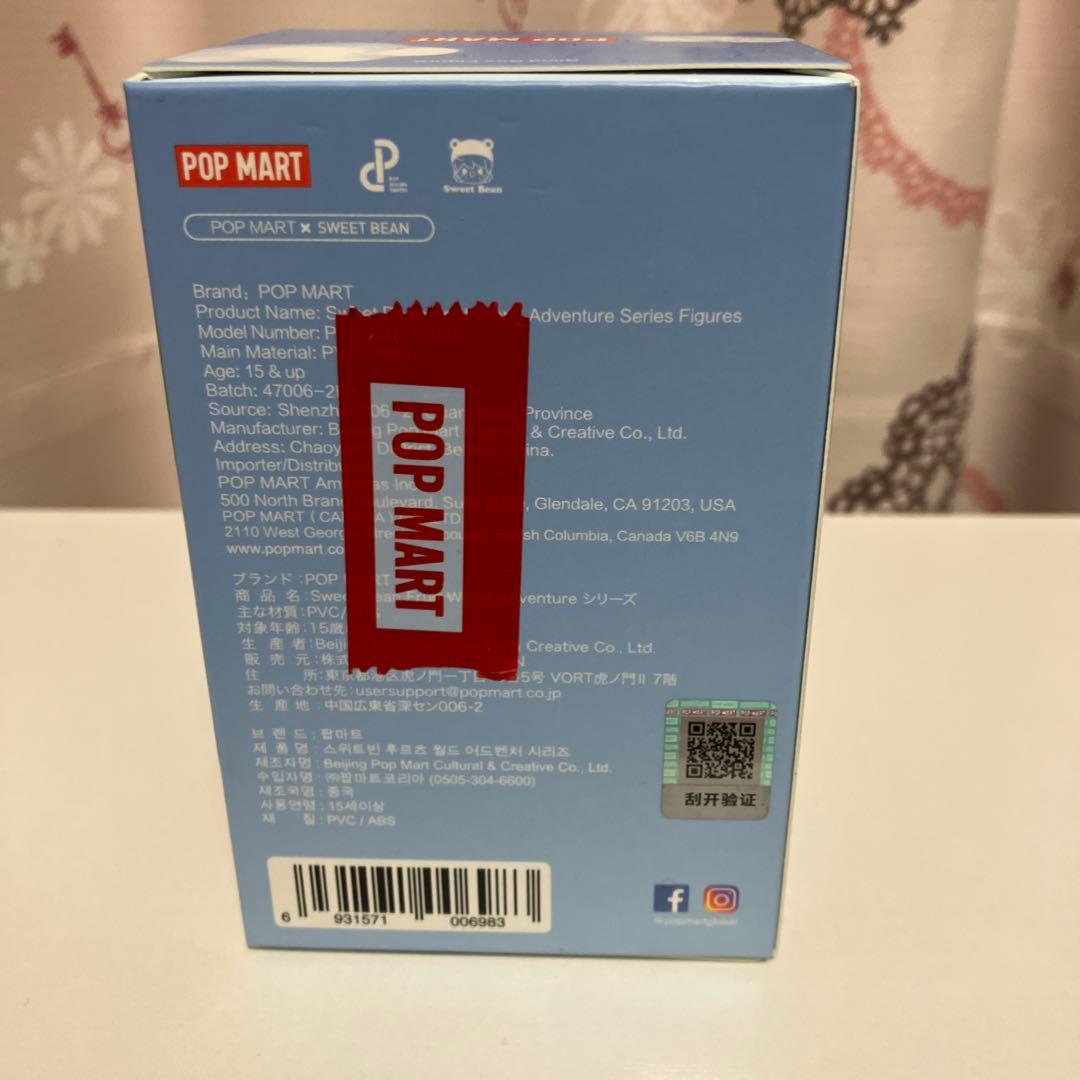 POP MART
POP MART
Sweet Bean
POP MART × SWEET BEAN
Brand: POP MART
Product Name: Adventure Series Figures
Model Number:
Main Material:
Age: 15 & up
Batch: 47006-2
Source: Province
Manufacturer: & Creative Co., Ltd.
Address:
POP MART
500 North Glendale, CA 91203, USA
POP MART
2110 West Columbia, Canada V6B 4N9
www.popmart.co
ブランド:POP MART
商品名: シリーズ
主な材質:PVC/
対象年齢:15歳
生産者: Creative Co., Ltd.
販売元:
住所:東京都港区虎ノ門一丁目 5号 VORT虎ノ門Ⅱ 7階
お問い合わせ先:usersupport@popmart.co.jp
生産地:中国広東省深セン006-2
브랜드: 팝마트
제품명: 스위트빈 후르츠 월드 어드벤처 시리즈
제조자명: Beijing Pop Mart Cultural & Creative Co., Ltd.
수입자명: ㈜팝마트코리아 (0505-304-6600)
제조국명: 중국
사용연령: 15세이상
재질: PVC / ABS
POP MART
刮开验证
6 931571 006983